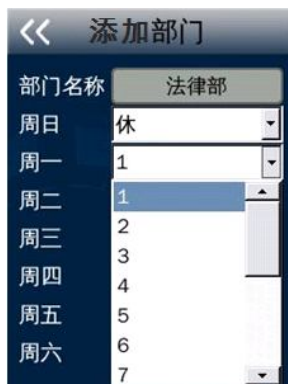 添加部门
部门名称 法律部
周日 休
周一 1
周二 1
2
周三 3
周四 4
周五 5
周六 6
7